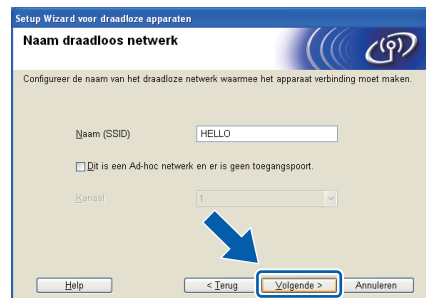 Setup Wizard voor draadloze apparaten
Naam draadloos netwerk
Configureer de naam van het draadloze netwerk waarmee het apparaat verbinding moet maken.
Naam (SSID) HELLO
Dit is een Ad-hoc netwerk en er is geen toegangspoort.
Kanaal 1
Help < Terug Volgende > Annuleren